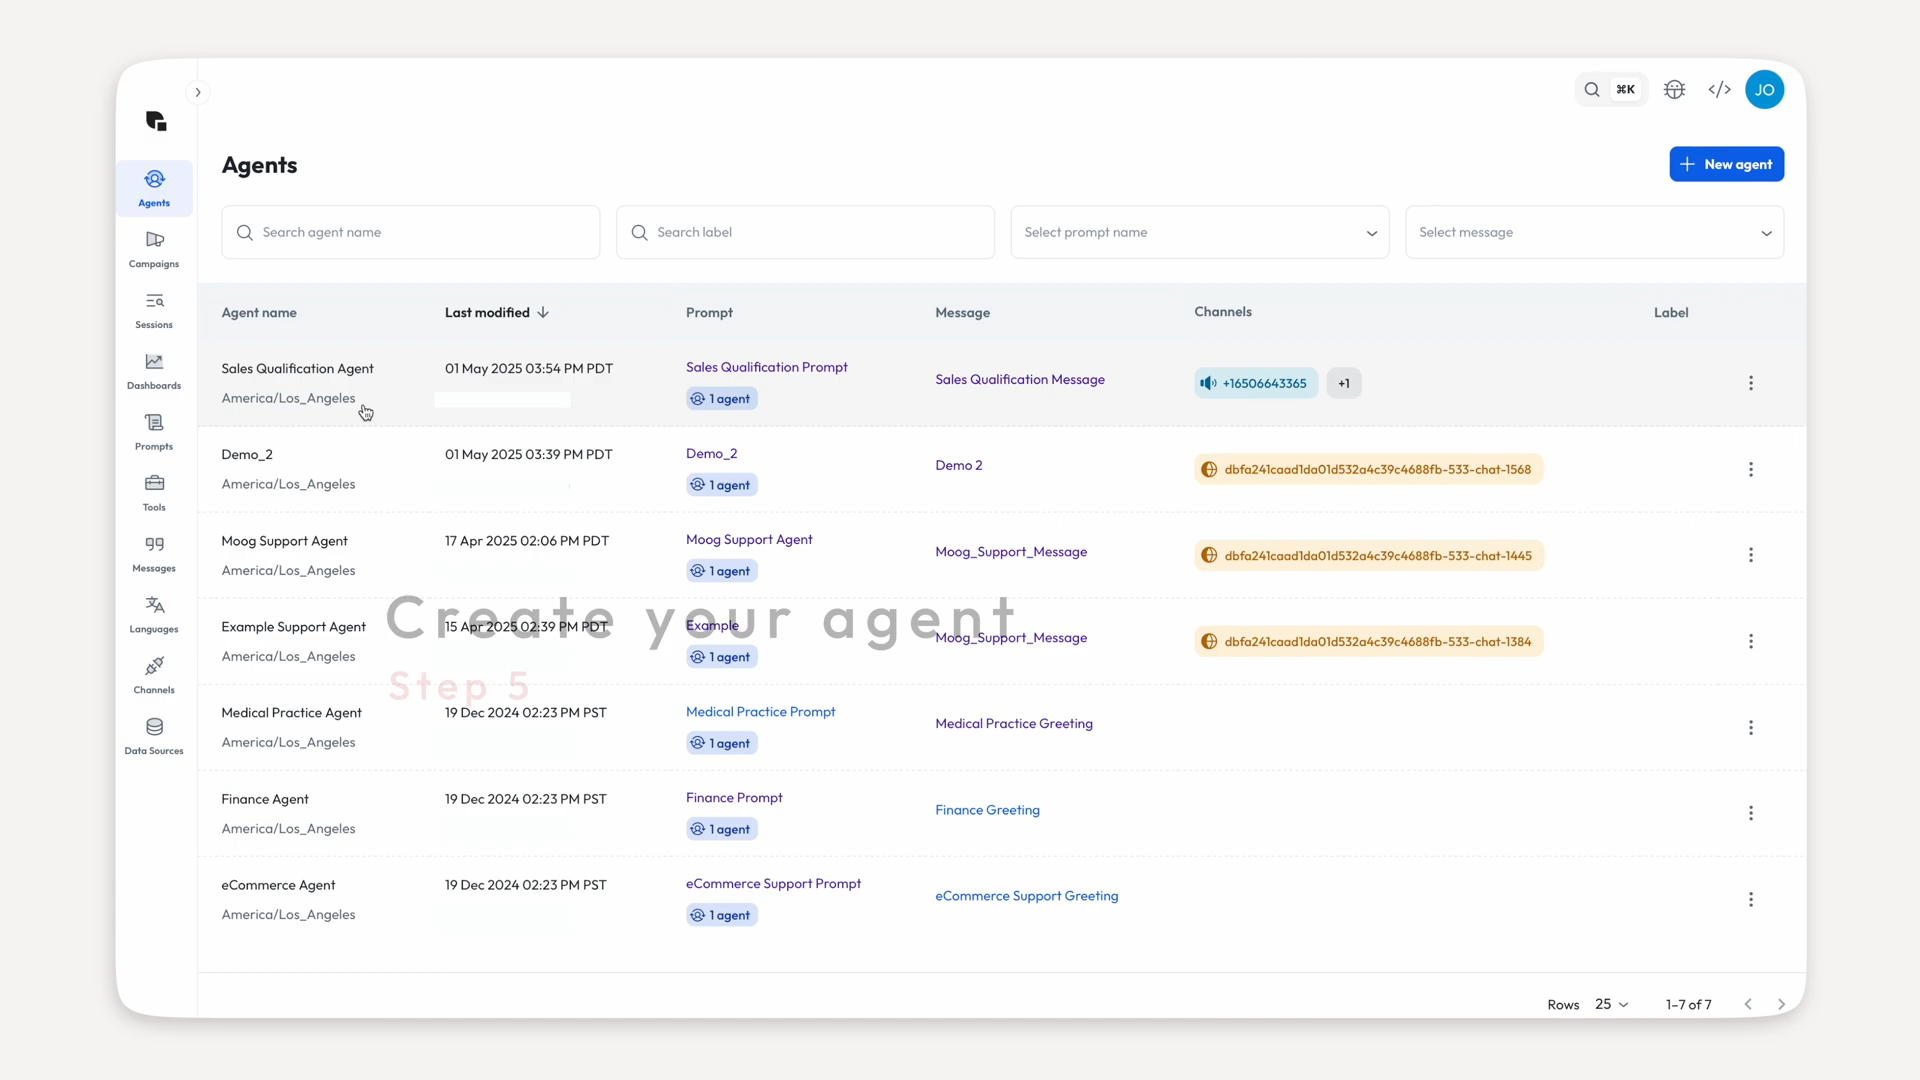 ⌘K
JO
Agents
New agent
Search agent name
Search label
Select prompt name
Select message
Agents
Campaigns
Sessions
Dashboards
Prompts
Tools
Messages
Languages
Channels
Data Sources
Agent name Last modified Prompt Message Channels Label
Sales Qualification Agent 01 May 2025 03:54 PM PDT Sales Qualification Prompt Sales Qualification Message +16506643365 +1
America/Los_Angeles 1 agent
Demo_2 01 May 2025 03:39 PM PDT Demo_2 Demo 2 dbfa241caad1da01d532a4c39c4688fb-533-chat-1568
America/Los_Angeles 1 agent
Moog Support Agent 17 Apr 2025 02:06 PM PDT Moog Support Agent Moog_Support_Message dbfa241caad1da01d532a4c39c4688fb-533-chat-1445
America/Los_Angeles 1 agent
Create your agent
Example Support Agent 15 Apr 2025 02:39 PM PDT Example Moog_Support_Message dbfa241caad1da01d532a4c39c4688fb-533-chat-1384
America/Los_Angeles 1 agent
Step 5
Medical Practice Agent 19 Dec 2024 02:23 PM PST Medical Practice Prompt Medical Practice Greeting
America/Los_Angeles 1 agent
Finance Agent 19 Dec 2024 02:23 PM PST Finance Prompt Finance Greeting
America/Los_Angeles 1 agent
eCommerce Agent 19 Dec 2024 02:23 PM PST eCommerce Support Prompt eCommerce Support Greeting
America/Los_Angeles 1 agent
Rows 25 1–7 of 7